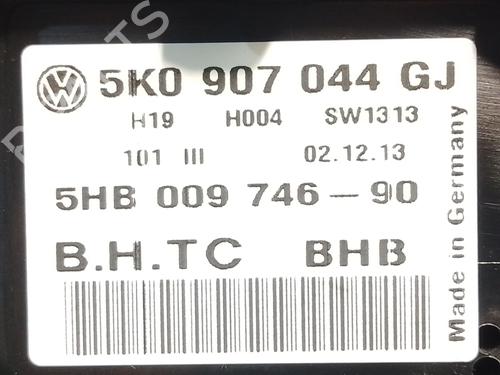 5K0 907 044 GJ
H19 H004 SW1313
101 III 02.12.13
5HB 009 746-90
B.H.TC BHB
Made in Germany